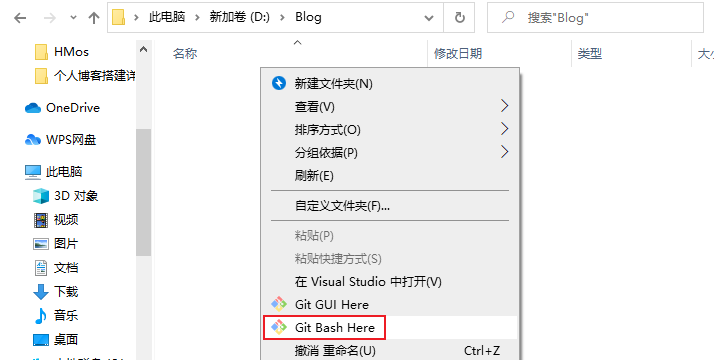 此电脑 > 新加卷 (D:) > Blog
搜索"Blog"
HMos
个人博客搭建详
OneDrive
WPS网盘
此电脑
3D 对象
视频
图片
文档
下载
音乐
桌面
名称
修改日期
类型
大小
新建文件夹(N)
查看(V)
排序方式(O)
分组依据(P)
刷新(E)
自定义文件夹(F)...
粘贴(P)
粘贴快捷方式(S)
在 Visual Studio 中打开(V)
Git GUI Here
Git Bash Here
撤消 重命名(U) Ctrl+Z